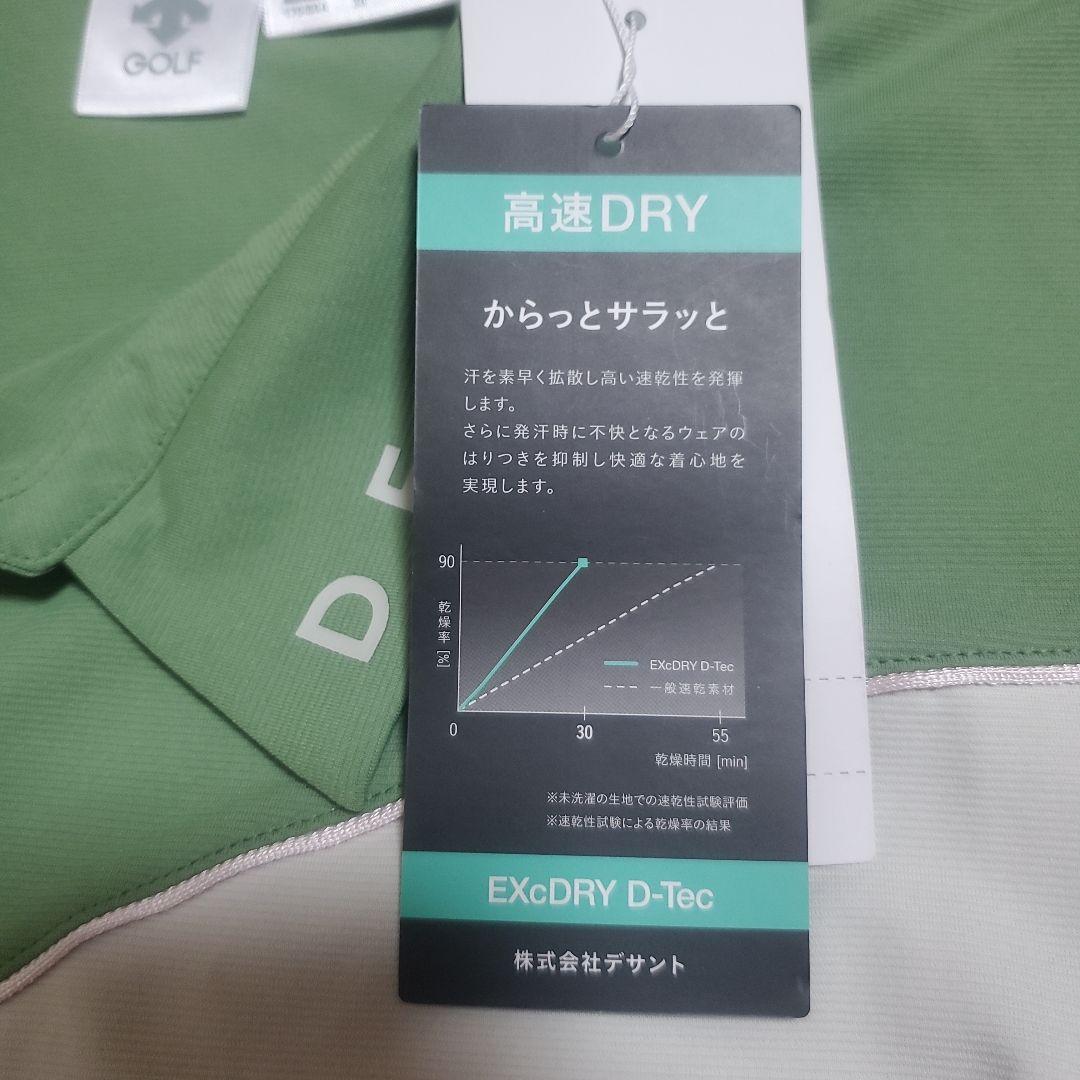 GOLF
高速DRY
からっとサラッと
汗を素早く拡散し高い速乾性を発揮
します。
さらに発汗時に不快となるウェアの
はりつきを抑制し快適な着心地を
実現します。
90
乾燥率 [%]
EXcDRY D-Tec
一般速乾素材
0
30
55
乾燥時間 [min]
※未洗濯の生地での速乾性試験評価
※速乾性試験による乾燥率の結果
EXcDRY D-Tec
株式会社デサント
D